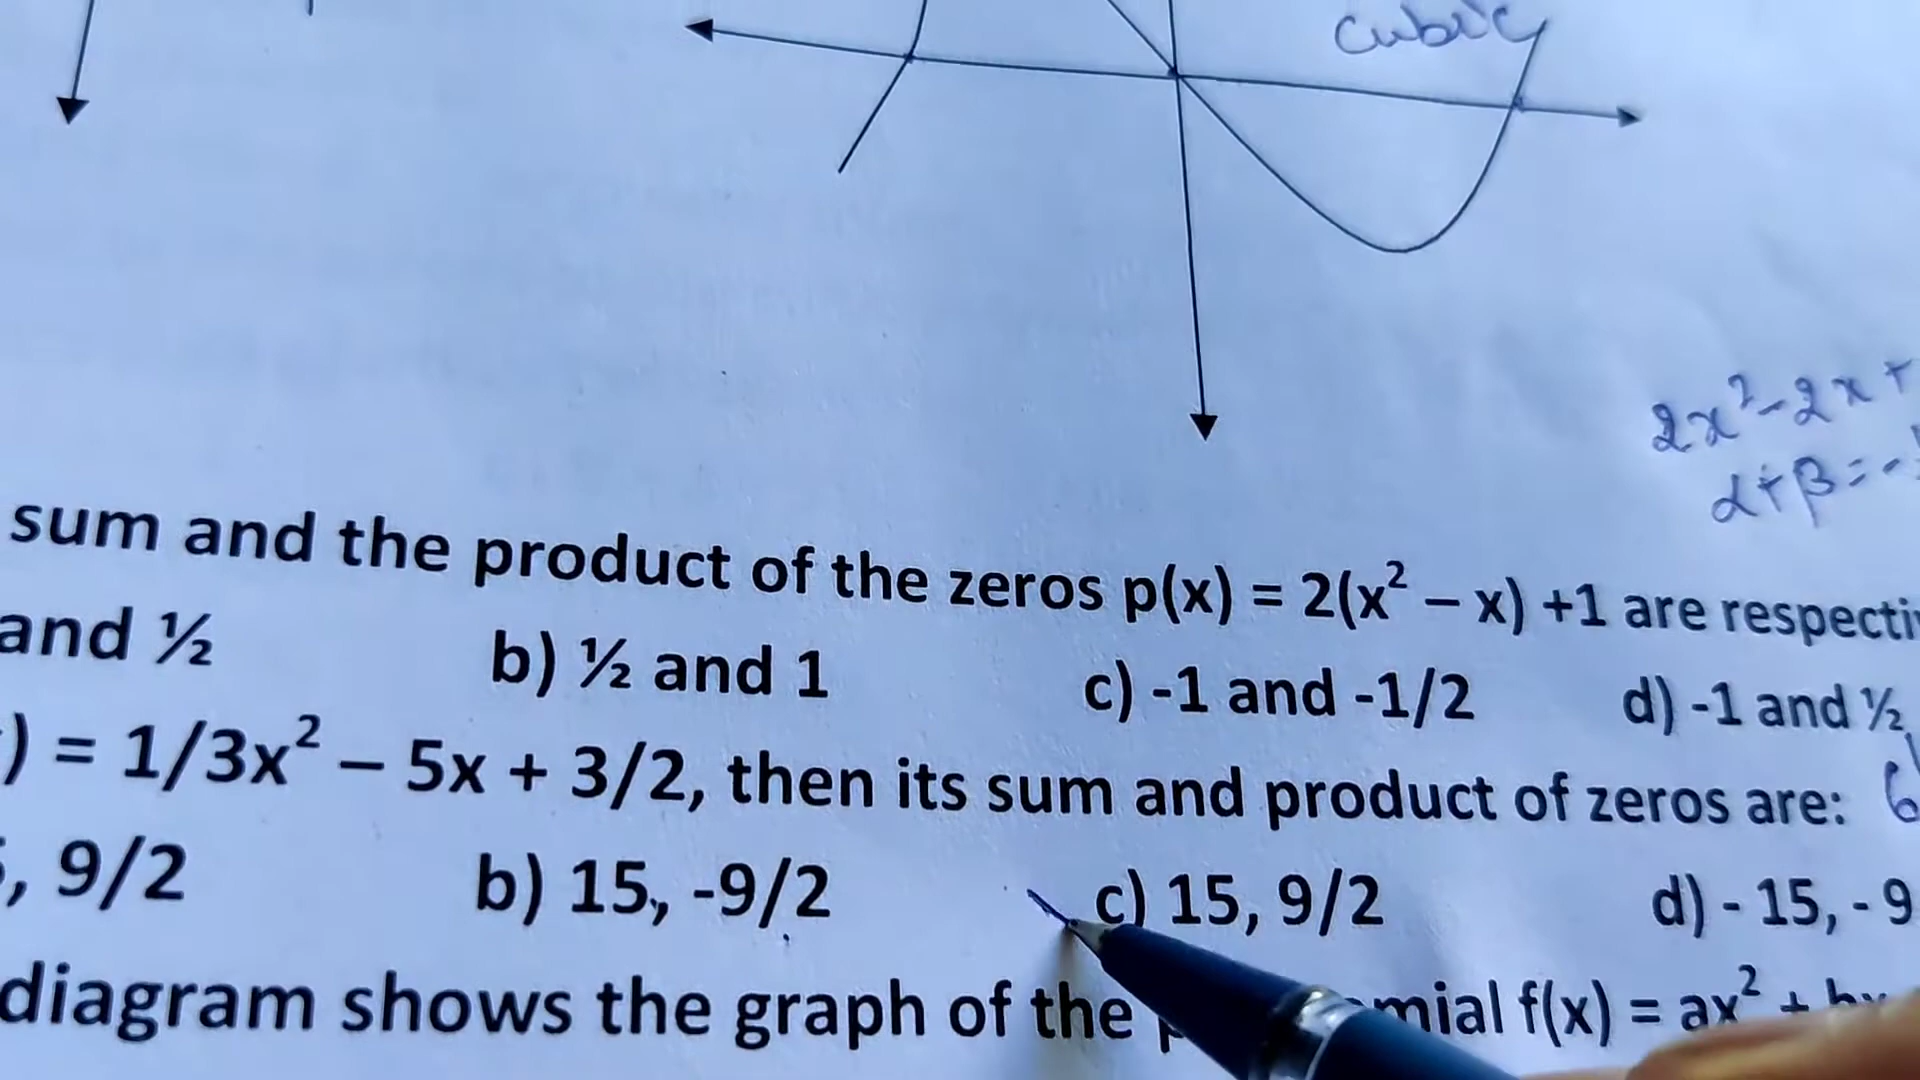 cubic
2x²-2x+
α+β=-
sum and the product of the zeros p(x) = 2(x² – x) +1 are
and ½ b) ½ and 1 c) -1 and -1/2 d) -1 and ½
) = 1/3x² – 5x + 3/2, then its sum and product of zeros are: 6
, 9/2 b) 15, -9/2 c) 15, 9/2 d) - 15, - 9
diagram shows the graph of the f(x) = ax² +